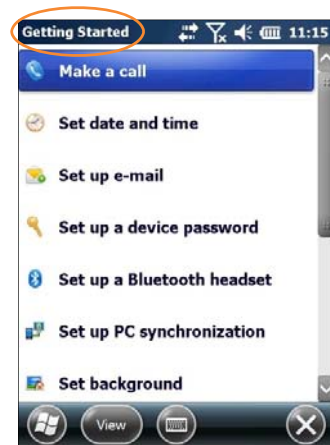 Getting Started 11:15
Make a call
Set date and time
Set up e-mail
Set up a device password
Set up a Bluetooth headset
Set up PC synchronization
Set background
View